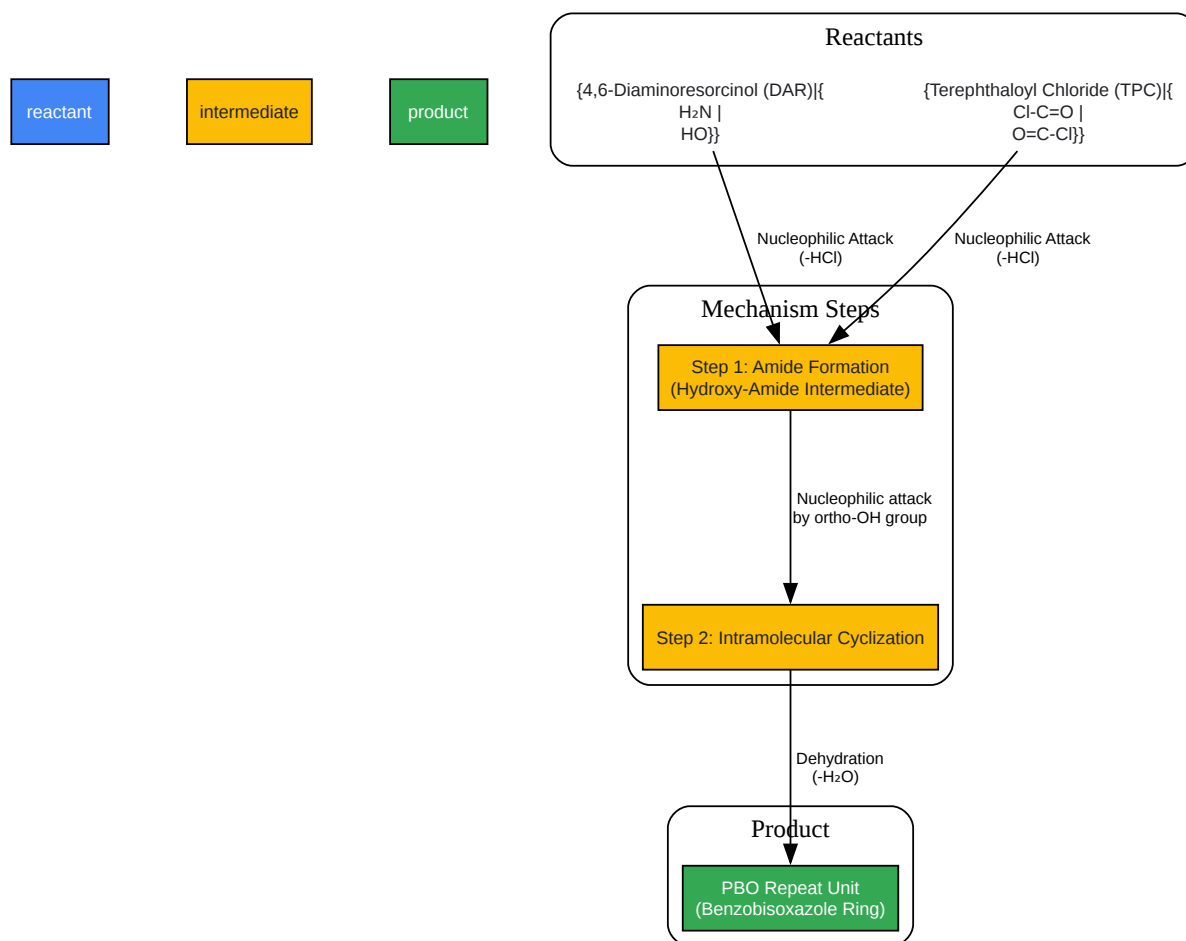 Reactants
reactant
intermediate
product
{4,6-Diaminoresorcinol (DAR)|{
H₂N |
HO}}
{Terephthaloyl Chloride (TPC)|{
Cl-C=O |
O=C-Cl}}
Nucleophilic Attack
(-HCl)
Nucleophilic Attack
(-HCl)
Mechanism Steps
Step 1: Amide Formation
(Hydroxy-Amide Intermediate)
Nucleophilic attack
by ortho-OH group
Step 2: Intramolecular Cyclization
Dehydration
(-H₂O)
Product
PBO Repeat Unit
(Benzobisoxazole Ring)